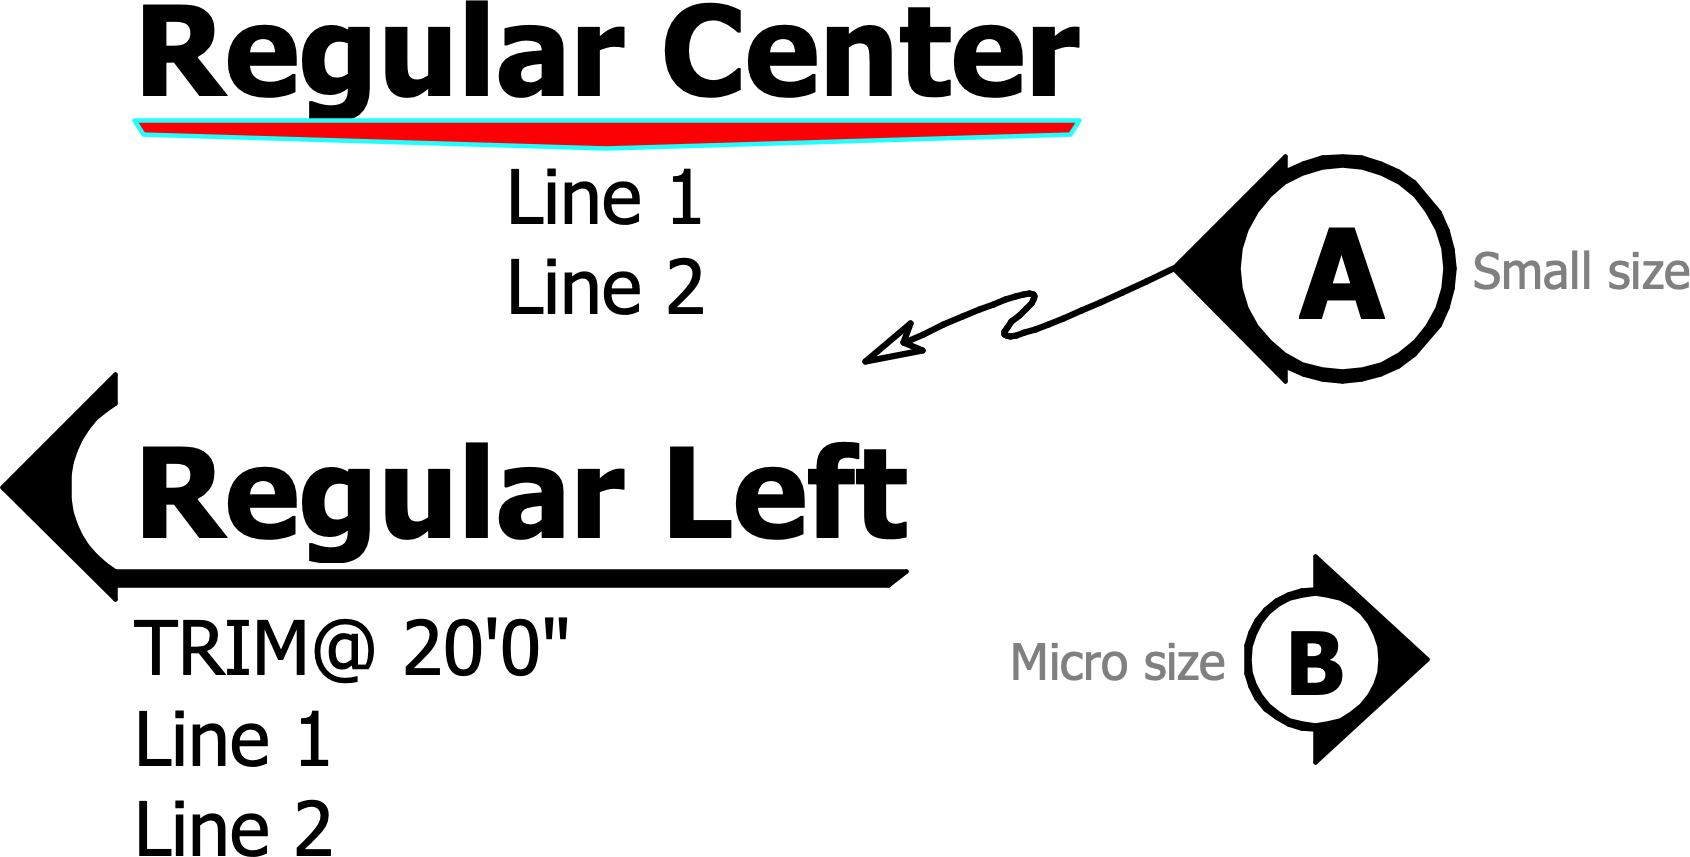 Regular Center
Line 1
Line 2
A
Small size
Regular Left
TRIM@ 20'0"
Line 1
Line 2
Micro size
B